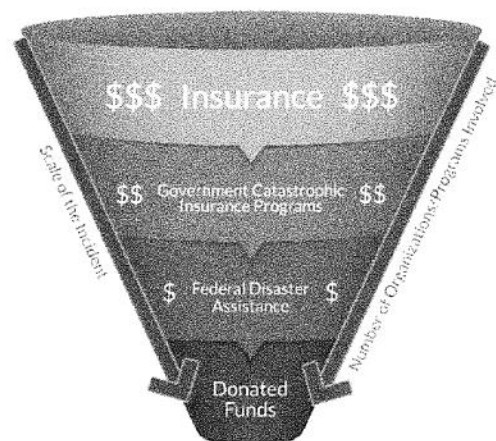 $$$ Insurance $$$
$$ Government Catastrophic $$
Insurance Programs
$ Federal Disaster $
Assistance
Donated
Funds
Scale of the Incident
Number of Organizations/Programs Involved